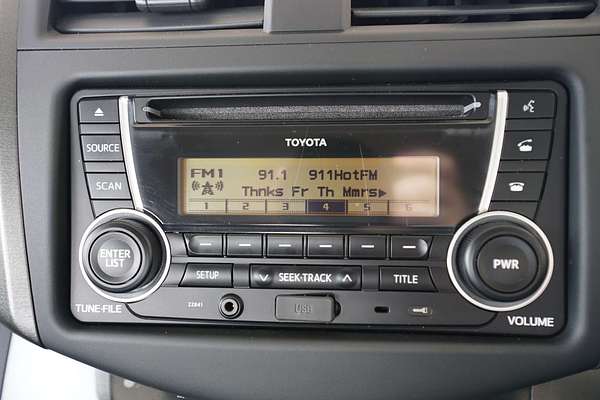 TOYOTA
SOURCE
SCAN
FM1 91.1 911HotFM
Thnks Fr Th Mmrs
1 2 3 4 5 6
ENTER
LIST
TUNE·FILE
SETUP
SEEK·TRACK
TITLE
22841
USB
PWR
VOLUME